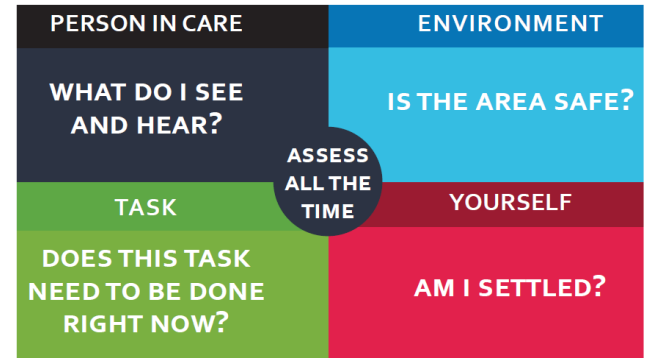 PERSON IN CARE
WHAT DO I SEE
AND HEAR?
ENVIRONMENT
IS THE AREA SAFE?
ASSESS
ALL THE
TIME
TASK
DOES THIS TASK
NEED TO BE DONE
RIGHT NOW?
YOURSELF
AM I SETTLED?